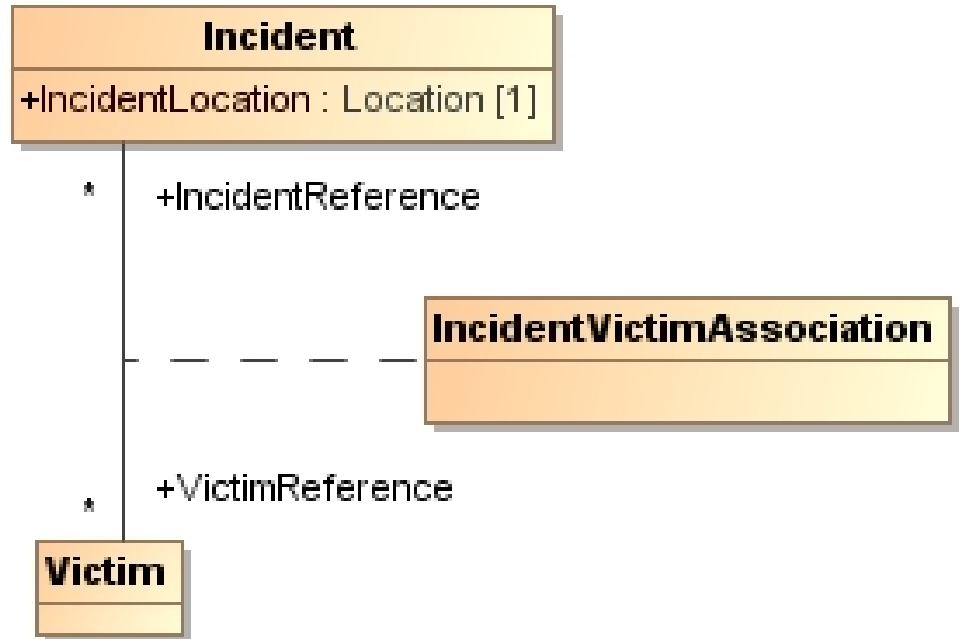 Incident
+IncidentLocation : Location [1]
*
+IncidentReference
IncidentVictimAssociation
+VictimReference
*
Victim